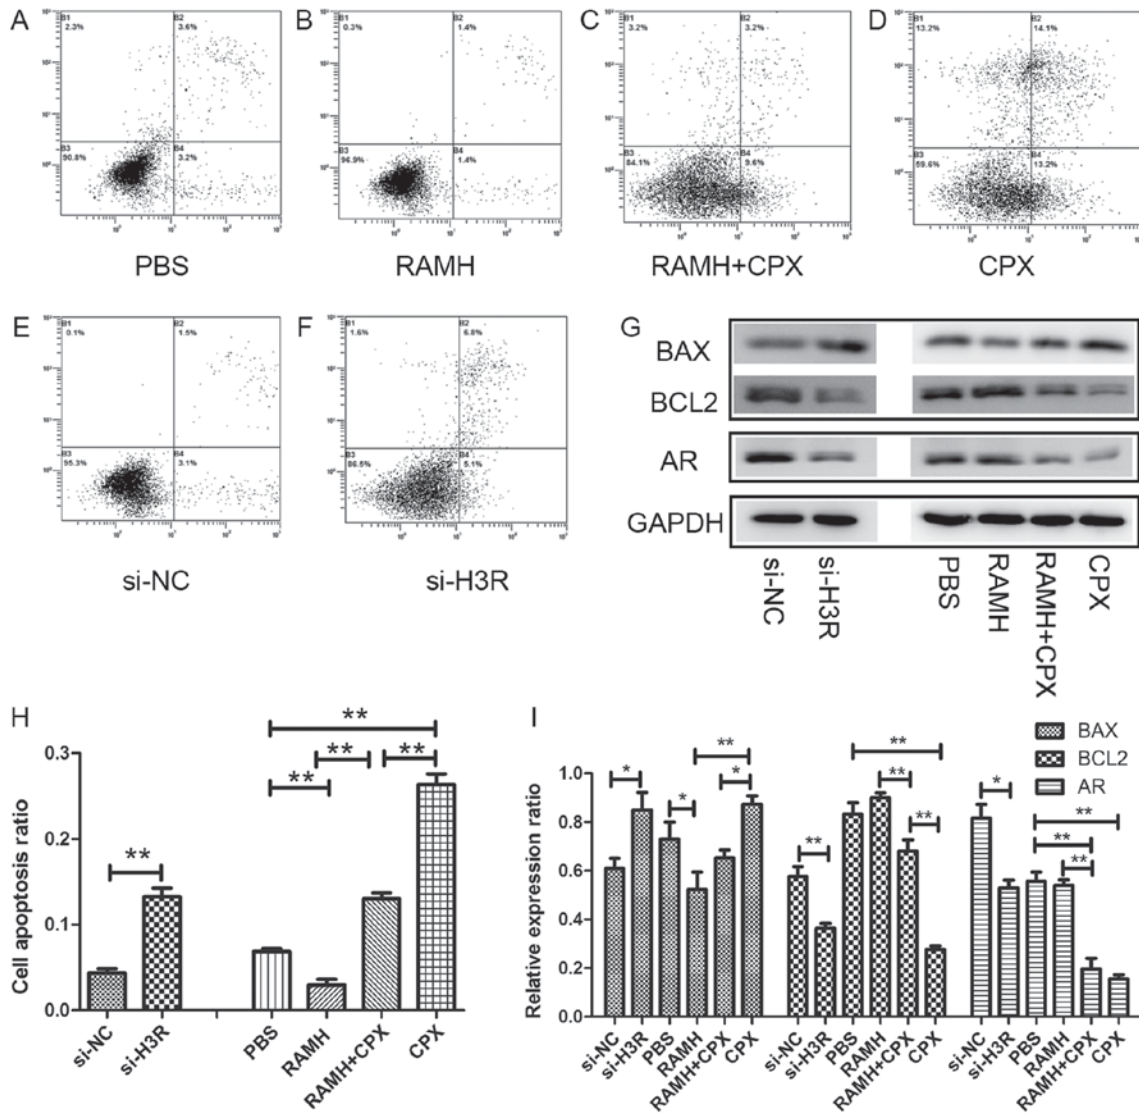 A
B1
2.3%
B2
3.6%
B3
90.8%
B4
3.2%
PBS
B
B1
0.3%
B2
1.4%
B3
96.9%
B4
1.4%
RAMH
C
B1
3.2%
B2
3.2%
B3
84.1%
B4
9.6%
RAMH+CPX
D
B1
13.2%
B2
14.1%
B3
59.6%
B4
13.2%
CPX
E
B1
0.1%
B2
1.5%
B3
95.3%
B4
3.1%
si-NC
F
B1
1.6%
B2
6.8%
B3
86.5%
B4
5.1%
si-H3R
G
BAX
BCL2
AR
GAPDH
si-NC
si-H3R
PBS
RAMH
RAMH+CPX
CPX
H
Cell apoptosis ratio
0.3
0.2
0.1
0.0
**
**
**
**
**
si-NC
si-H3R
PBS
RAMH
RAMH+CPX
CPX
I
BAX
BCL2
AR
Relative expression ratio
1.0
0.8
0.6
0.4
0.2
0.0
*
*
**
*
**
**
**
**
*
**
**
**
si-NC
si-H3R
PBS
RAMH
RAMH+CPX
CPX
si-NC
si-H3R
PBS
RAMH
RAMH+CPX
CPX
si-NC
si-H3R
PBS
RAMH
RAMH+CPX
CPX